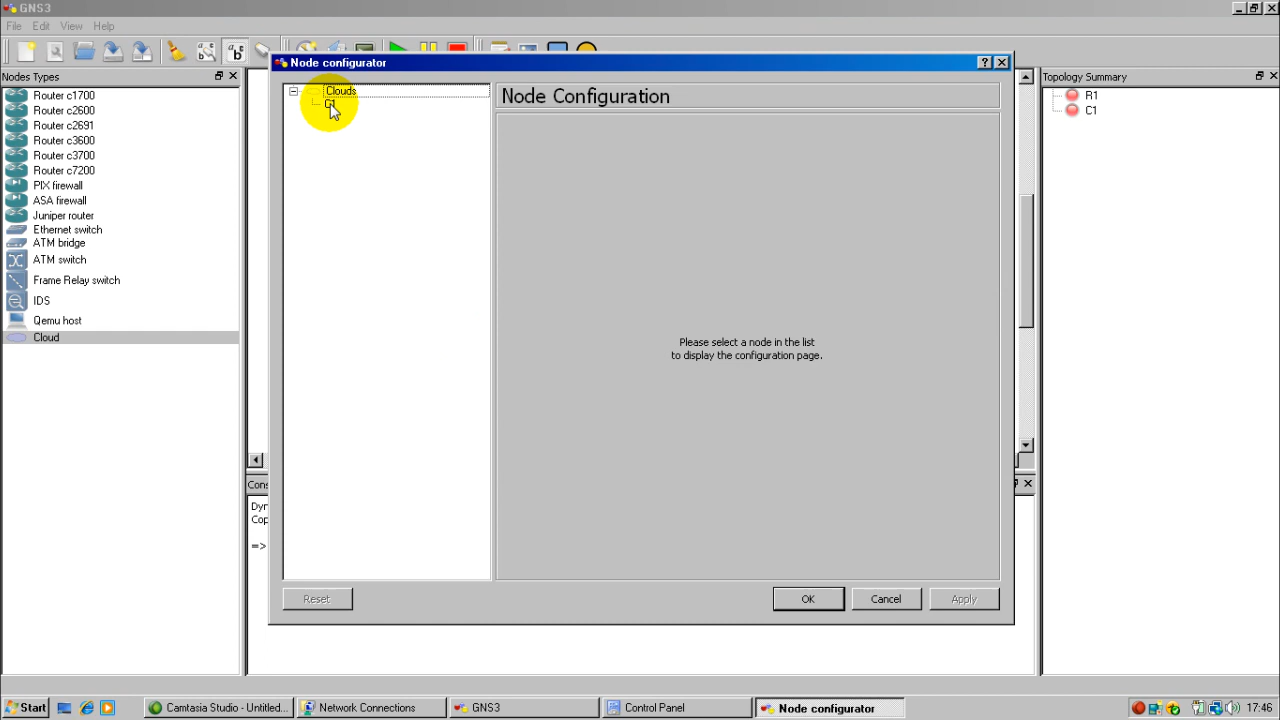 GNS3
File Edit View Help
Nodes Types
Router c1700
Router c2600
Router c2691
Router c3600
Router c3700
Router c7200
PIX firewall
ASA firewall
Juniper router
Ethernet switch
ATM bridge
ATM switch
Frame Relay switch
IDS
Qemu host
Cloud
Node configurator
Clouds
C1
Node Configuration
Please select a node in the list
to display the configuration page.
Reset
OK
Cancel
Apply
Cons
Dyn
Cop
=>
Topology Summary
R1
C1
Start
Camtasia Studio - Untitled...
Network Connections
GNS3
Control Panel
Node configurator
17:46